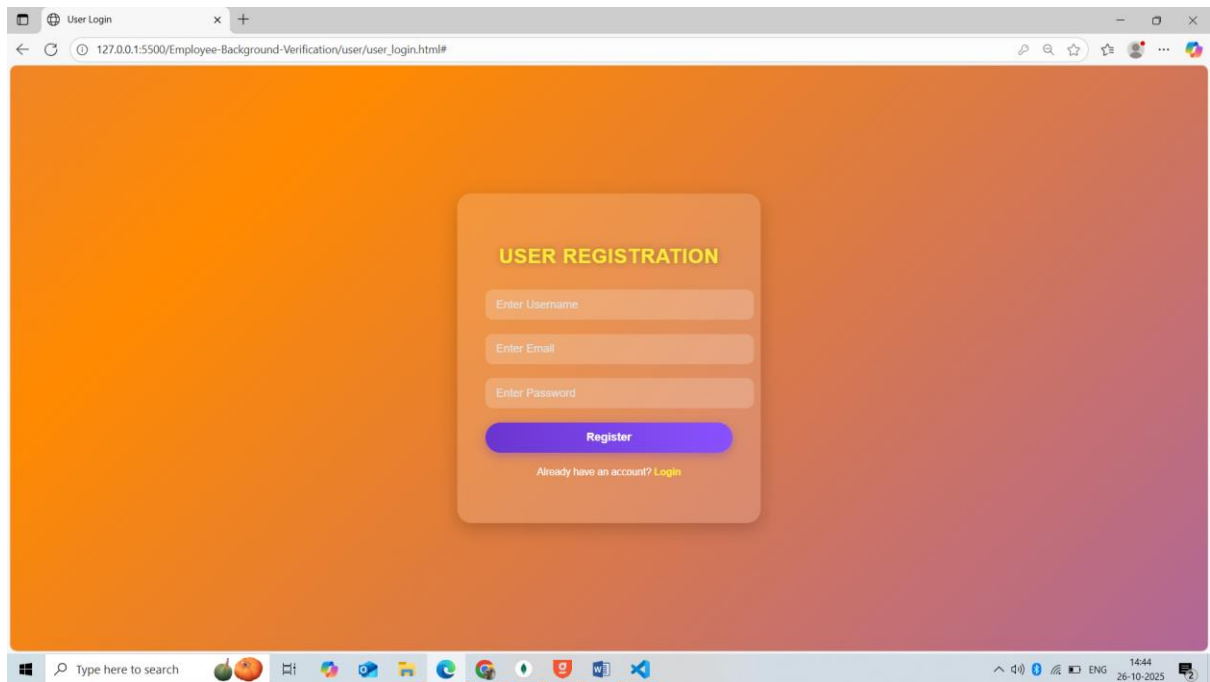 User Login
127.0.0.1:5500/Employee-Background-Verification/user/user_login.html#
USER REGISTRATION
Enter Username
Enter Email
Enter Password
Register
Already have an account? Login
Type here to search
ENG
14:44
26-10-2025
2